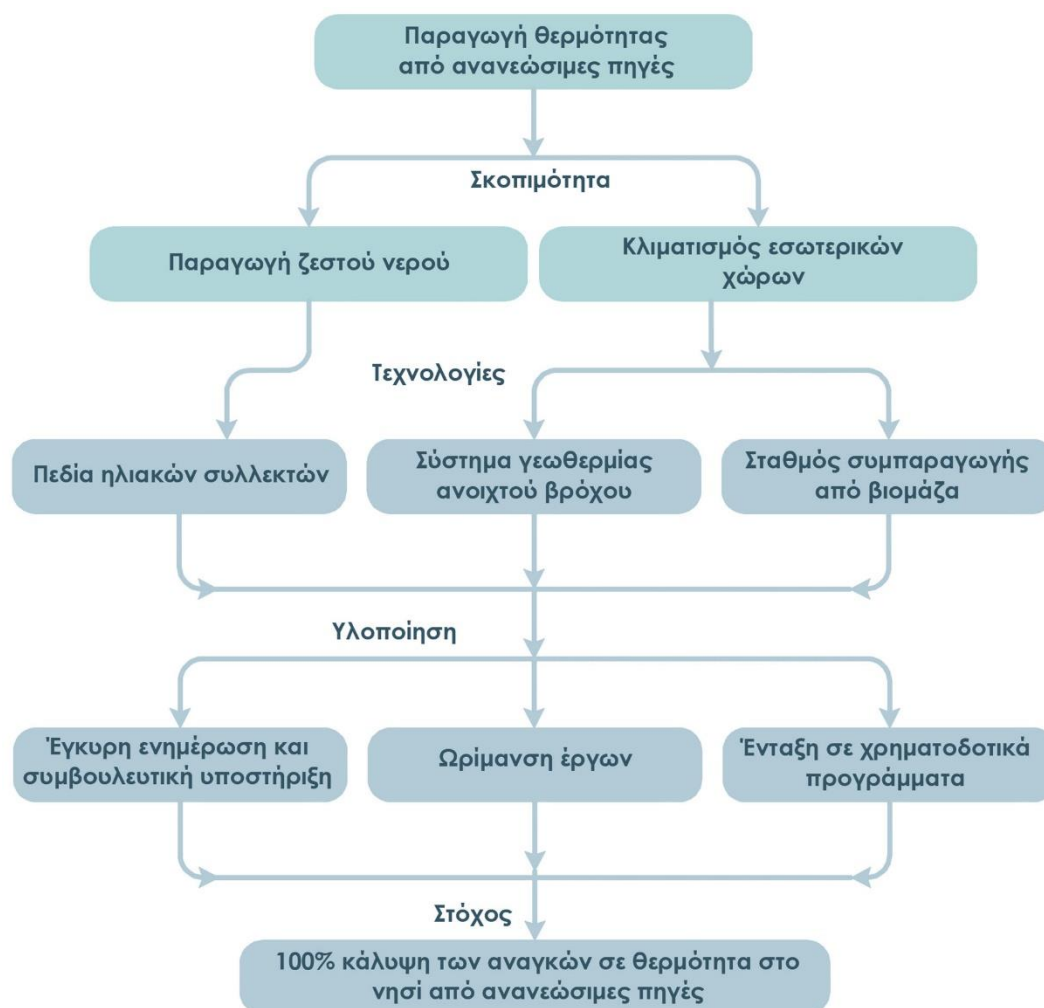 Παραγωγή θερμότητας
από ανανεώσιμες πηγές
Σκοπιμότητα
Παραγωγή ζεστού νερού
Κλιματισμός εσωτερικών
χώρων
Τεχνολογίες
Πεδία ηλιακών συλλεκτών
Σύστημα γεωθερμίας
ανοιχτού βρόχου
Σταθμός συμπαραγωγής
από βιομάζα
Υλοποίηση
Έγκυρη ενημέρωση και
συμβουλευτική υποστήριξη
Ωρίμανση έργων
Ένταξη σε χρηματοδοτικά
προγράμματα
Στόχος
100% κάλυψη των αναγκών σε θερμότητα στο
νησί από ανανεώσιμες πηγές